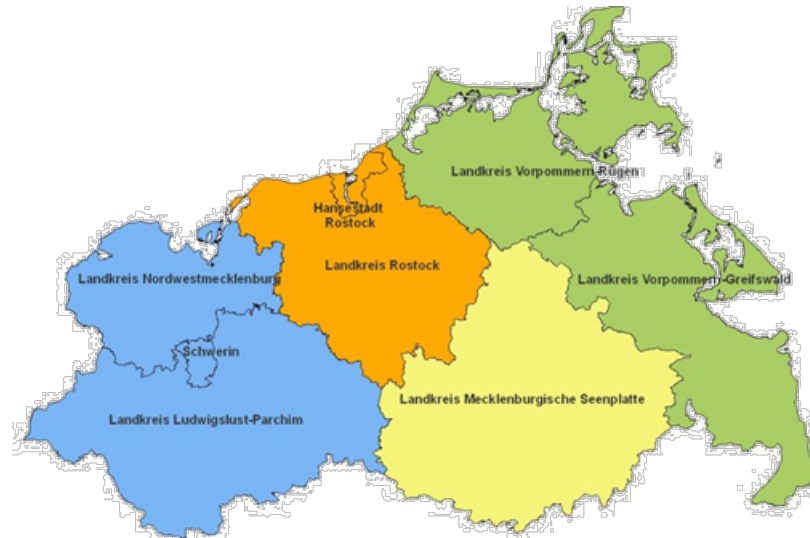 Landkreis Vorpommern-Rügen
Hansestadt
Rostock
Landkreis Rostock
Landkreis Nordwestmecklenburg
Landkreis Vorpommern-Greifswald
Schwerin
Landkreis Mecklenburgische Seenplatte
Landkreis Ludwigslust-Parchim